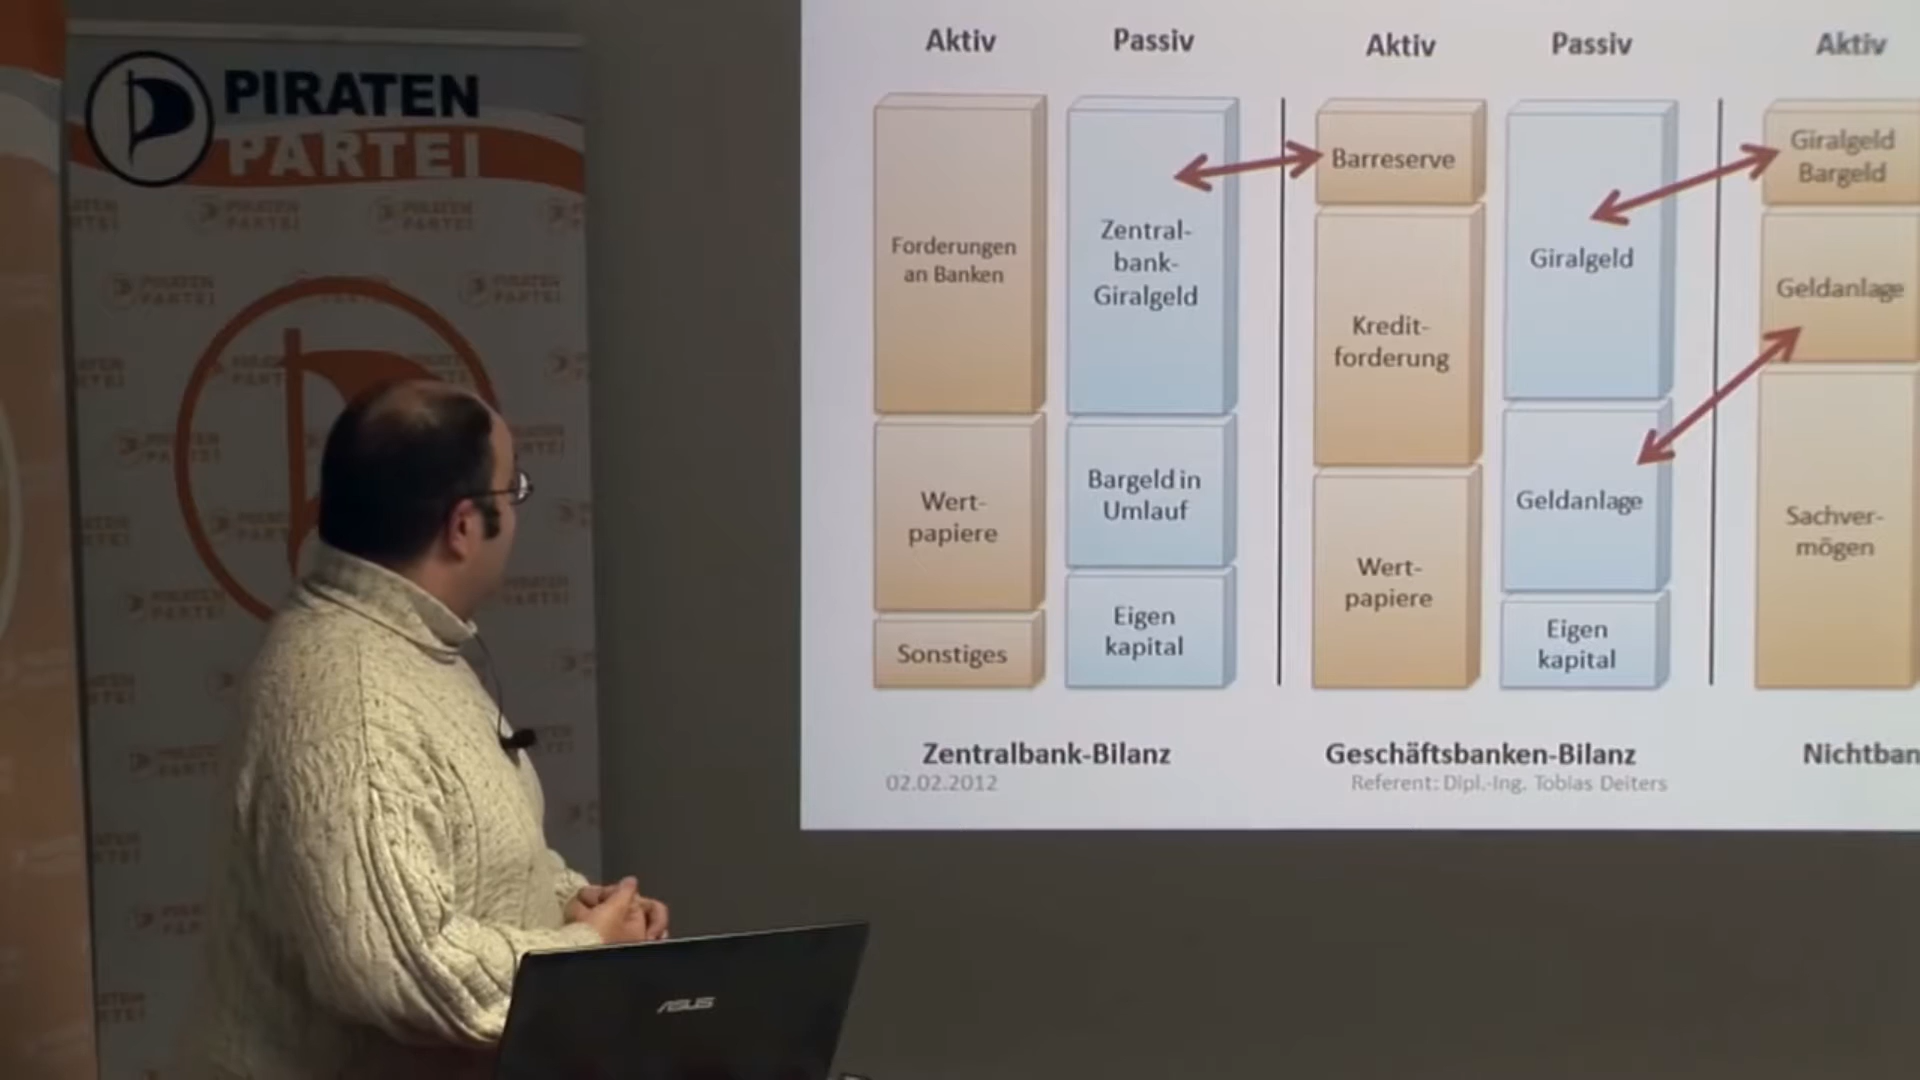 PIRATEN
PARTEI
Aktiv
Passiv
Aktiv
Passiv
Aktiv
Forderungen
an Banken
Wert-
papiere
Sonstiges
Zentral-
bank-
Giralgeld
Bargeld in
Umlauf
Eigen
kapital
Barreserve
Kredit-
forderung
Wert-
papiere
Giralgeld
Geldanlage
Eigen
kapital
Giralgeld
Bargeld
Geldanlage
Sachver-
mögen
Zentralbank-Bilanz
Geschäftsbanken-Bilanz
Nichtban
02.02.2012
Referent: Dipl.-Ing. Tobias Deiters
ASUS